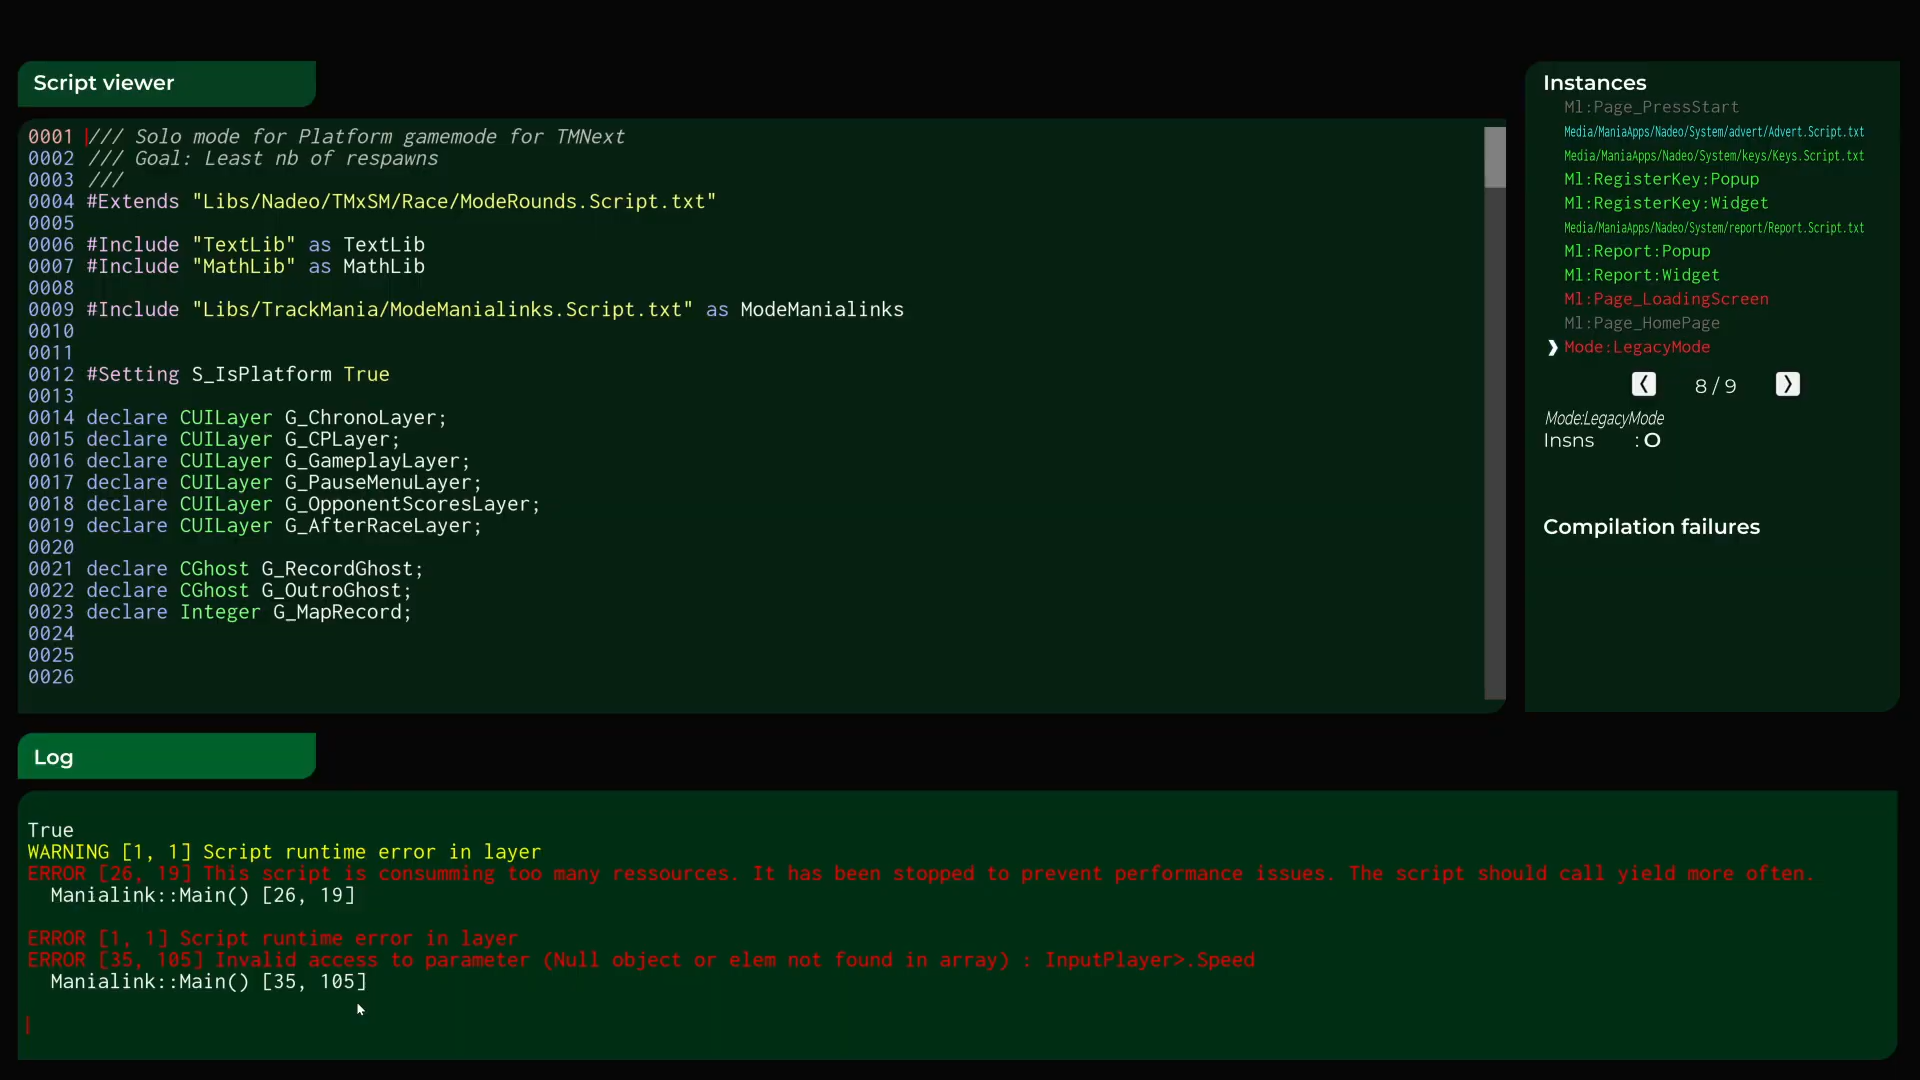 Script viewer
0001 /// Solo mode for Platform gamemode for TMNext
0002 /// Goal: Least nb of respawns
0003 ///
0004 #Extends "Libs/Nadeo/TMxSM/Race/ModeRounds.Script.txt"
0005
0006 #Include "TextLib" as TextLib
0007 #Include "MathLib" as MathLib
0008
0009 #Include "Libs/TrackMania/ModeManialinks.Script.txt" as ModeManialinks
0010
0011
0012 #Setting S_IsPlatform True
0013
0014 declare CUILayer G_ChronoLayer;
0015 declare CUILayer G_CPLayer;
0016 declare CUILayer G_GameplayLayer;
0017 declare CUILayer G_PauseMenuLayer;
0018 declare CUILayer G_OpponentScoresLayer;
0019 declare CUILayer G_AfterRaceLayer;
0020
0021 declare CGhost G_RecordGhost;
0022 declare CGhost G_OutroGhost;
0023 declare Integer G_MapRecord;
0024
0025
0026
Instances
Ml:Page_PressStart
Media/ManiaApps/Nadeo/System/advert/Advert.Script.txt
Media/ManiaApps/Nadeo/System/keys/Keys.Script.txt
Ml:RegisterKey:Popup
Ml:RegisterKey:Widget
Media/ManiaApps/Nadeo/System/report/Report.Script.txt
Ml:Report:Popup
Ml:Report:Widget
Ml:Page_LoadingScreen
Ml:Page_HomePage
❯ Mode:LegacyMode
❮ 8 / 9 ❯
Mode:LegacyMode
Insns : 0
Compilation failures
Log
True
WARNING [1, 1] Script runtime error in layer
ERROR [26, 19] This script is consumming too many ressources. It has been stopped to prevent performance issues. The script should call yield more often.
Manialink::Main() [26, 19]
ERROR [1, 1] Script runtime error in layer
ERROR [35, 105] Invalid access to parameter (Null object or elem not found in array) : InputPlayer>.Speed
Manialink::Main() [35, 105]